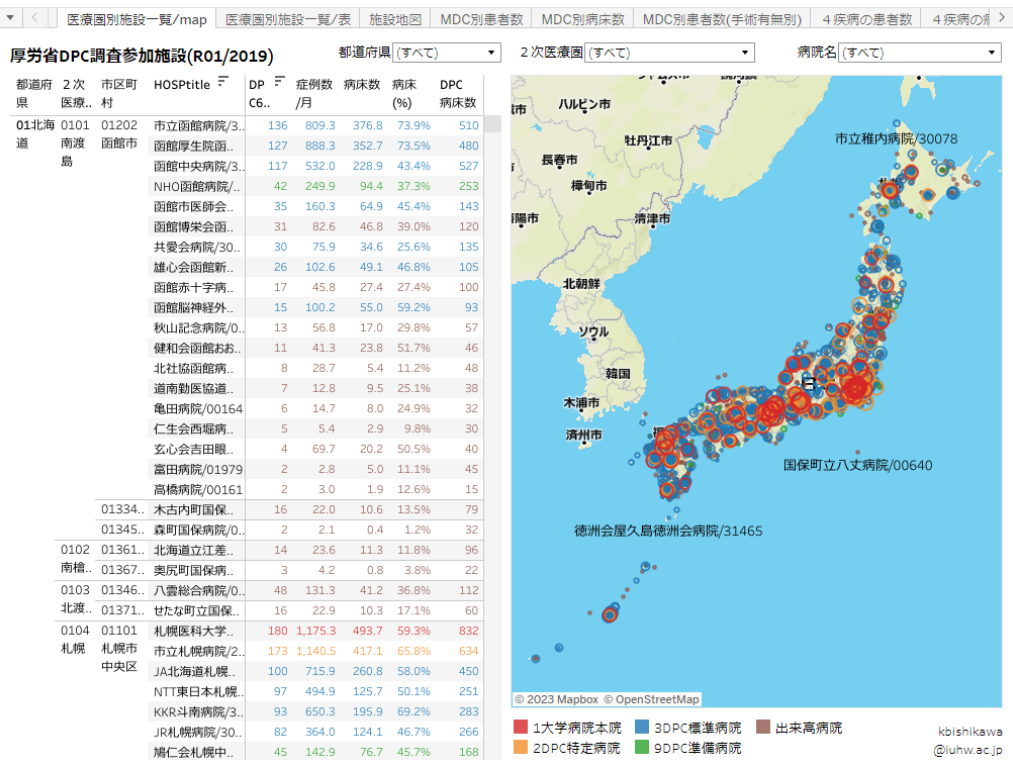 医療圏別施設一覧/map 医療圏別施設一覧/表 施設地図 MDC別患者数 MDC別病床数 MDC別患者数(手術有無別) ４疾病の患者数 ４疾病の
厚労省DPC調査参加施設(R01/2019) 都道府県 (すべて) ２次医療圏 (すべて) 病院名 (すべて)
都道府県 ２次医療.. 市区町村 HOSPtitle DPC6.. 症例数/月 病床数 病床(%) DPC病床数
01北海道 0101南渡島 01202函館市 市立函館病院/3.. 136 809.3 376.8 73.9% 510
函館厚生院函.. 127 888.3 352.7 73.5% 480
函館中央病院/3.. 117 532.0 228.9 43.4% 527
NHO函館病院/.. 42 249.9 94.4 37.3% 253
函館市医師会.. 35 160.3 64.9 45.4% 143
函館博栄会函.. 31 82.6 46.8 39.0% 120
共愛会病院/30.. 30 75.9 34.6 25.6% 135
雄心会函館新.. 26 102.6 49.1 46.8% 105
函館赤十字病.. 17 45.8 27.4 27.4% 100
函館脳神経外.. 15 100.2 55.0 59.2% 93
秋山記念病院/0.. 13 56.8 17.0 29.8% 57
健和会函館おお.. 11 41.3 23.8 51.7% 46
北社協函館病.. 8 28.7 5.4 11.2% 48
道南勤医協道.. 7 12.8 9.5 25.1% 38
亀田病院/00164 6 14.7 8.0 24.9% 32
仁生会西堀病.. 5 5.4 2.9 9.8% 30
玄心会吉田眼.. 4 69.7 20.2 50.5% 40
富田病院/01979 2 2.8 5.0 11.1% 45
高橋病院/00161 2 3.0 1.9 12.6% 15
01334.. 木古内町国保.. 16 22.0 10.6 13.5% 79
01345.. 森町国保病院/0.. 2 2.1 0.4 1.2% 32
0102南檜.. 01361.. 北海道立江差.. 14 23.6 11.3 11.8% 96
01367.. 奥尻町国保病.. 3 4.2 0.8 3.8% 22
0103北渡.. 01346.. 八雲総合病院/0.. 48 131.3 41.2 36.8% 112
01371.. せたな町立国保.. 16 22.9 10.3 17.1% 60
0104札幌 01101札幌市中央区 札幌医科大学.. 180 1,175.3 493.7 59.3% 832
市立札幌病院/2.. 173 1,140.5 417.1 65.8% 634
JA北海道札幌.. 100 715.9 260.8 58.0% 450
NTT東日本札幌.. 97 494.9 125.7 50.1% 251
KKR斗南病院/3.. 93 650.3 195.9 69.2% 283
JR札幌病院/30.. 82 364.0 124.1 46.7% 266
鳩仁会札幌中.. 45 142.9 76.7 45.7% 168
ハルビン市
牡丹江市
長春市
樺甸市
清津市
北朝鮮
ソウル
韓国
木浦市
済州市
市立稚内病院/30078
国保町立八丈病院/00640
徳洲会屋久島徳洲会病院/31465
© 2023 Mapbox © OpenStreetMap
1大学病院本院 3DPC標準病院 出来高病院
2DPC特定病院 9DPC準備病院
kbishikawa
@iuhw.ac.jp